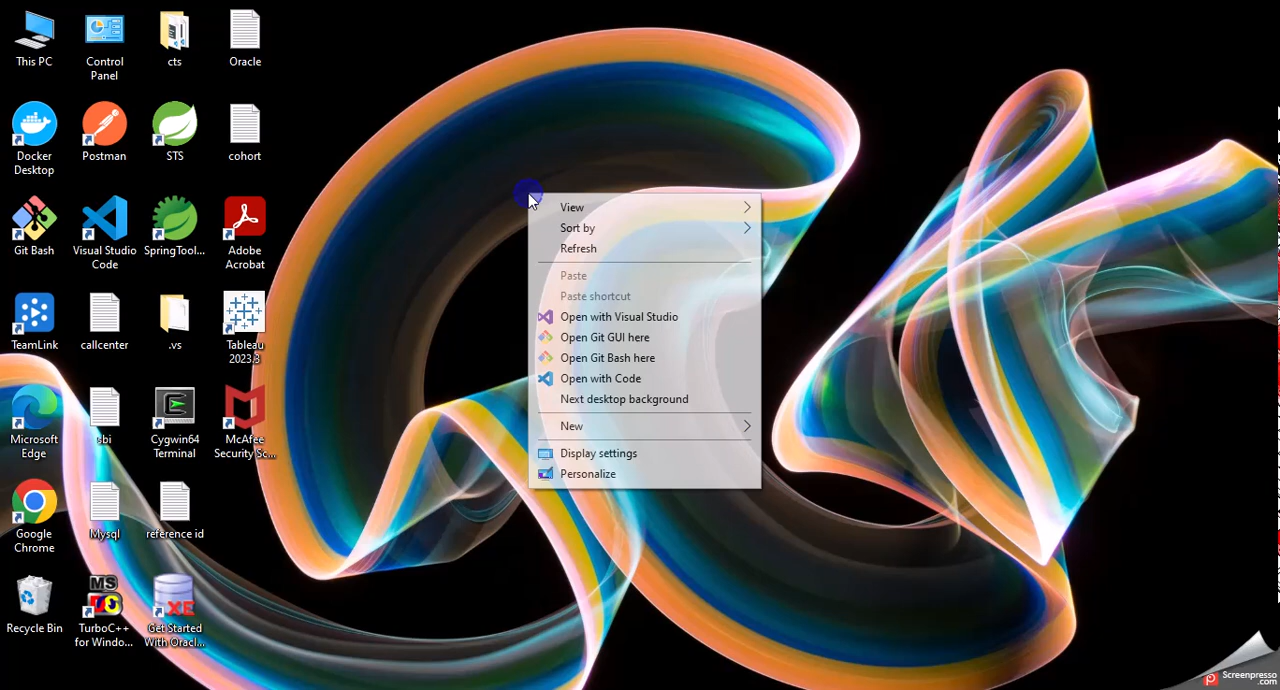 This PC
Control
Panel
cts
Oracle
Docker
Desktop
Postman
STS
cohort
Git Bash
Visual Studio
Code
SpringTool...
Adobe
Acrobat
TeamLink
callcenter
.vs
Tableau
2023.3
Microsoft
Edge
sbi
Cygwin64
Terminal
McAfee
Security Sc...
Google
Chrome
Mysql
reference id
Recycle Bin
MS
TurboC++
for Windo...
XE
Get Started
With Oracl...
View
Sort by
Refresh
Paste
Paste shortcut
Open with Visual Studio
Open Git GUI here
Open Git Bash here
Open with Code
Next desktop background
New
Display settings
Personalize
Screenpresso
.com